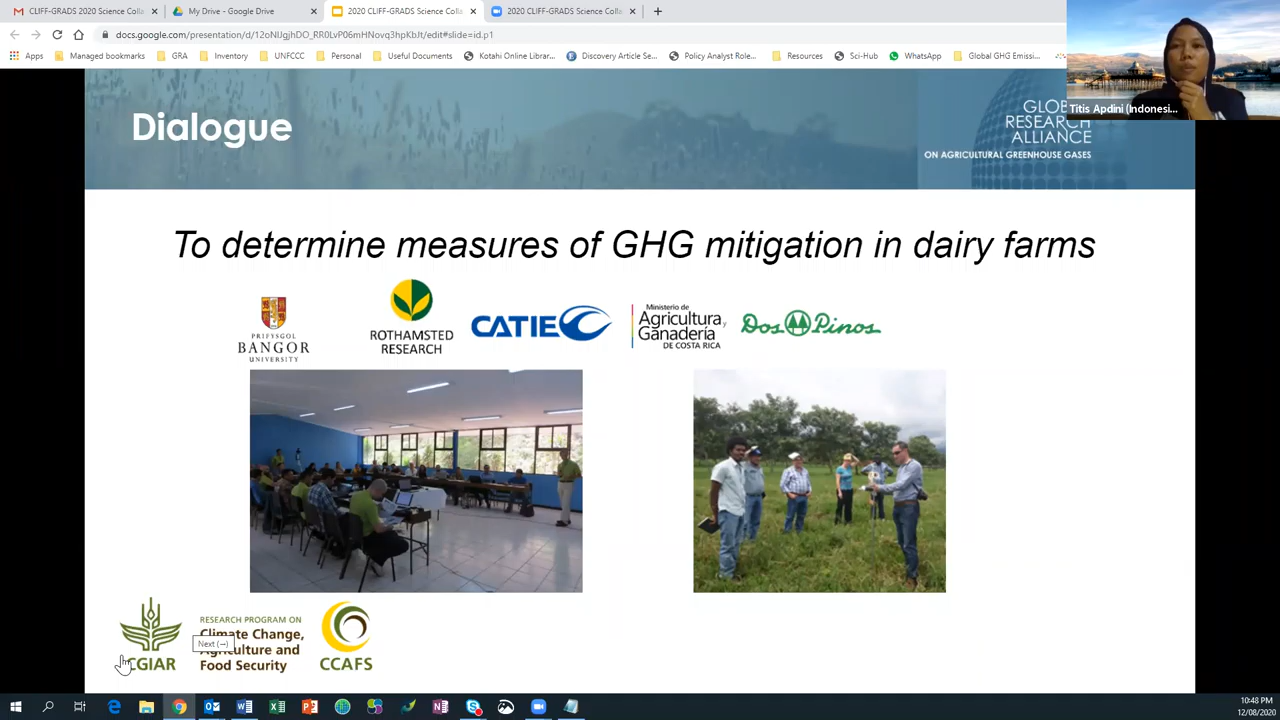 CLIFF-GRADS 2020 Science Colla
My Drive - Google Drive
2020 CLIFF-GRADS Science Colla
2020 CLIFF-GRADS Science Colla
docs.google.com/presentation/d/12oNIJgjhDO_RR0LvP06mHNovq3hpKbJt/edit#slide=id.p1
Apps
Managed bookmarks
GRA
Inventory
UNFCCC
Personal
Useful Documents
Kotahi Online Librar...
Discovery Article Se...
Policy Analyst Role...
Resources
Sci-Hub
WhatsApp
Global GHG Emissi...
Titis Apdini (Indonesi...
Dialogue
RESEARCH
ALLIANCE
ON AGRICULTURAL GREENHOUSE GASES
To determine measures of GHG mitigation in dairy farms
PRIFYSGOL
BANGOR
UNIVERSITY
ROTHAMSTED
RESEARCH
CATIE
Ministerio de
Agricultura y
Ganadería
DE COSTA RICA
Dos Pinos
CGIAR
RESEARCH PROGRAM ON
Climate Change,
Agriculture and
Food Security
Next (→)
CCAFS
10:48 PM
12/08/2020